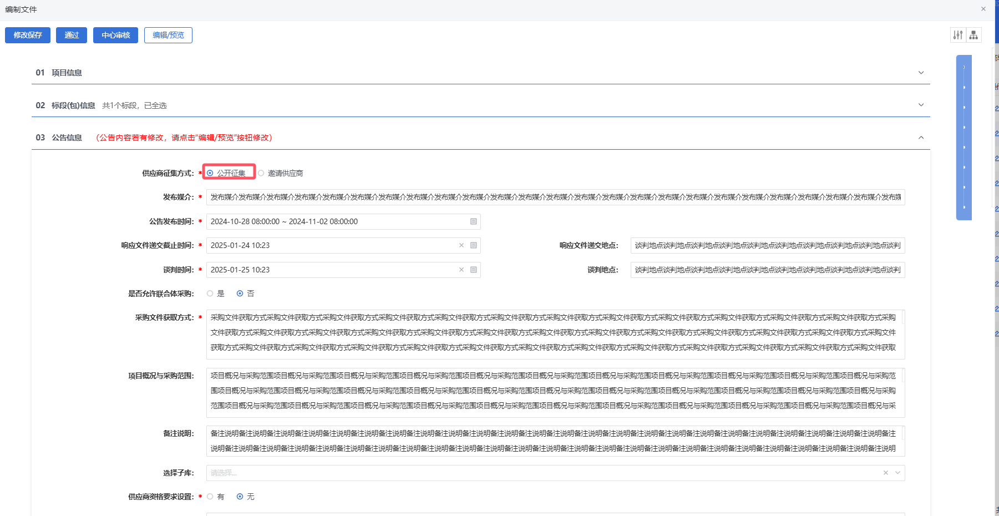 编制文件
修改保存 通过 中心审核 编辑/预览
01 项目信息
02 标段(包)信息 共1个标段，已全选
03 公告信息 （公告内容若有修改，请点击“编辑/预览”按钮修改）
供应商征集方式：* 公开征集 邀请供应商
发布媒介：* 发布媒介发布媒介发布媒介发布媒介发布媒介发布媒介发布媒介发布媒介发布媒介发布媒介发布媒介发布媒介发布媒介发布媒介发布媒介发布媒介发布媒介发布媒介发布媒介发布媒介发布媒介发布媒介发布媒介发布媒介发布媒
公告发布时间：* 2024-10-28 08:00:00 ~ 2024-11-02 08:00:00
响应文件递交截止时间：* 2025-01-24 10:23 响应文件递交地点： 谈判地点谈判地点谈判地点谈判地点谈判地点谈判地点谈判地点谈判地点谈判地点谈判
谈判时间：* 2025-01-25 10:23 谈判地点： 谈判地点谈判地点谈判地点谈判地点谈判地点谈判地点谈判地点谈判地点谈判地点谈判
是否允许联合体采购： 是 否
采购文件获取方式：* 采购文件获取方式采购文件获取方式采购文件获取方式采购文件获取方式采购文件获取方式采购文件获取方式采购文件获取方式采购文件获取方式采购文件获取方式采购文件获取方式采购文件获取方式采购文件获取方式采购
文件获取方式采购文件获取方式采购文件获取方式采购文件获取方式采购文件获取方式采购文件获取方式采购文件获取方式采购文件获取方式采购文件获取方式采购文件获取方式采购文件获取方式采购文件获取方式采购文件
获取方式采购文件获取方式采购文件获取方式采购文件获取方式采购文件获取方式采购文件获取方式采购文件获取方式采购文件获取方式采购文件获取方式采购文件获取方式采购文件获取方式采购文件获取方式采购文件获取
项目概况与采购范围： 项目概况与采购范围项目概况与采购范围项目概况与采购范围项目概况与采购范围项目概况与采购范围项目概况与采购范围项目概况与采购范围项目概况与采购范围项目概况与采购范围项目概况与采购范围项目概况与采购范
围项目概况与采购范围项目概况与采购范围项目概况与采购范围项目概况与采购范围项目概况与采购范围项目概况与采购范围项目概况与采购范围项目概况与采购范围项目概况与采购范围项目概况与采购范围项目概况与采购
范围项目概况与采购范围项目概况与采购范围项目概况与采购范围项目概况与采购范围项目概况与采购范围项目概况与采购范围项目概况与采购范围项目概况与采购范围项目概况与采购范围项目概况与采购范围项目概况与采
备注说明： 备注说明备注说明备注说明备注说明备注说明备注说明备注说明备注说明备注说明备注说明备注说明备注说明备注说明备注说明备注说明备注说明备注说明备注说明备注说明备注说明备注说明备注说明备注说明备注说明备注
说明备注说明备注说明备注说明备注说明备注说明备注说明备注说明备注说明备注说明备注说明备注说明备注说明备注说明备注说明备注说明备注说明备注说明备注说明备注说明备注说明备注说明备注说明备注说明备注说明
选择子库： 请选择...
供应商资格要求设置：* 有 无